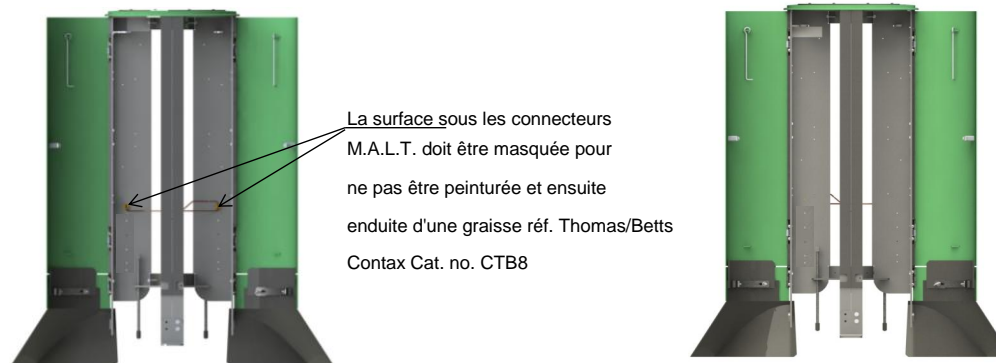 La surface sous les connecteurs
M.A.L.T. doit être masquée pour
ne pas être peinturée et ensuite
enduite d'une graisse réf. Thomas/Betts
Contax Cat. no. CTB8